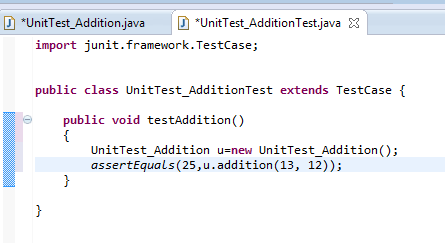 *UnitTest_Addition.java
*UnitTest_AdditionTest.java
import junit.framework.TestCase;
public class UnitTest_AdditionTest extends TestCase {
public void testAddition()
{
UnitTest_Addition u=new UnitTest_Addition();
assertEquals(25,u.addition(13, 12));
}
}